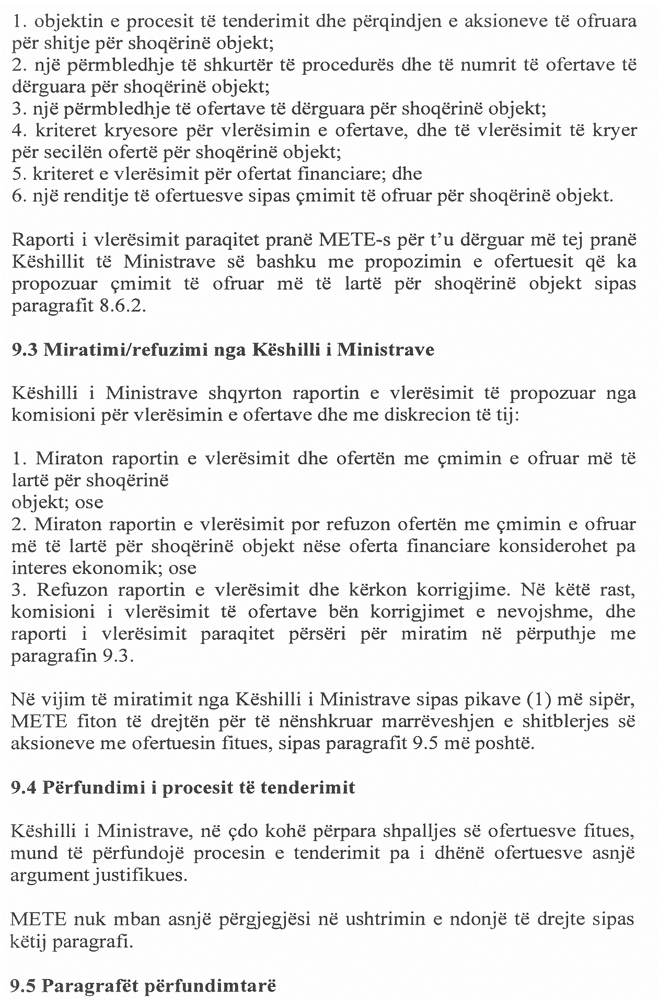 1. objektin e procesit të tenderimit dhe përqindjen e aksioneve të ofruara
për shitje për shoqërinë objekt;
2. një përmbledhje të shkurtër të procedurës dhe të numrit të ofertave të
dërguara për shoqërinë objekt;
3. një përmbledhje të ofertave të dërguara për shoqërinë objekt;
4. kriteret kryesore për vlerësimin e ofertave, dhe të vlerësimit të kryer
për secilën ofertë për shoqërinë objekt;
5. kriteret e vlerësimit për ofertat financiare; dhe
6. një renditje të ofertuesve sipas çmimit të ofruar për shoqërinë objekt.

Raporti i vlerësimit paraqitet pranë METE-s për t’u dërguar më tej pranë
Këshillit të Ministrave së bashku me propozimin e ofertuesit që ka
propozuar çmimit të ofruar më të lartë për shoqërinë objekt sipas
paragrafit 8.6.2.

9.3 Miratimi/refuzimi nga Këshilli i Ministrave

Këshilli i Ministrave shqyrton raportin e vlerësimit të propozuar nga
komisioni për vlerësimin e ofertave dhe me diskrecion të tij:

1. Miraton raportin e vlerësimit dhe ofertën me çmimin e ofruar më të
lartë për shoqërinë
objekt; ose
2. Miraton raportin e vlerësimit por refuzon ofertën me çmimin e ofruar
më të lartë për shoqërinë objekt nëse oferta financiare konsiderohet pa
interes ekonomik; ose
3. Refuzon raportin e vlerësimit dhe kërkon korrigjime. Në këtë rast,
komisioni i vlerësimit të ofertave bën korrigjimet e nevojshme, dhe
raporti i vlerësimit paraqitet përsëri për miratim në përputhje me
paragrafin 9.3.

Në vijim të miratimit nga Këshilli i Ministrave sipas pikave (1) më sipër,
METE fiton të drejtën për të nënshkruar marrëveshjen e shitblerjes së
aksioneve me ofertuesin fitues, sipas paragrafit 9.5 më poshtë.

9.4 Përfundimi i procesit të tenderimit

Këshilli i Ministrave, në çdo kohë përpara shpalljes së ofertuesve fitues,
mund të përfundojë procesin e tenderimit pa i dhënë ofertuesve asnjë
argument justifikues.

METE nuk mban asnjë përgjegjësi në ushtrimin e ndonjë të drejte sipas
këtij paragrafi.

9.5 Paragrafët përfundimtarë